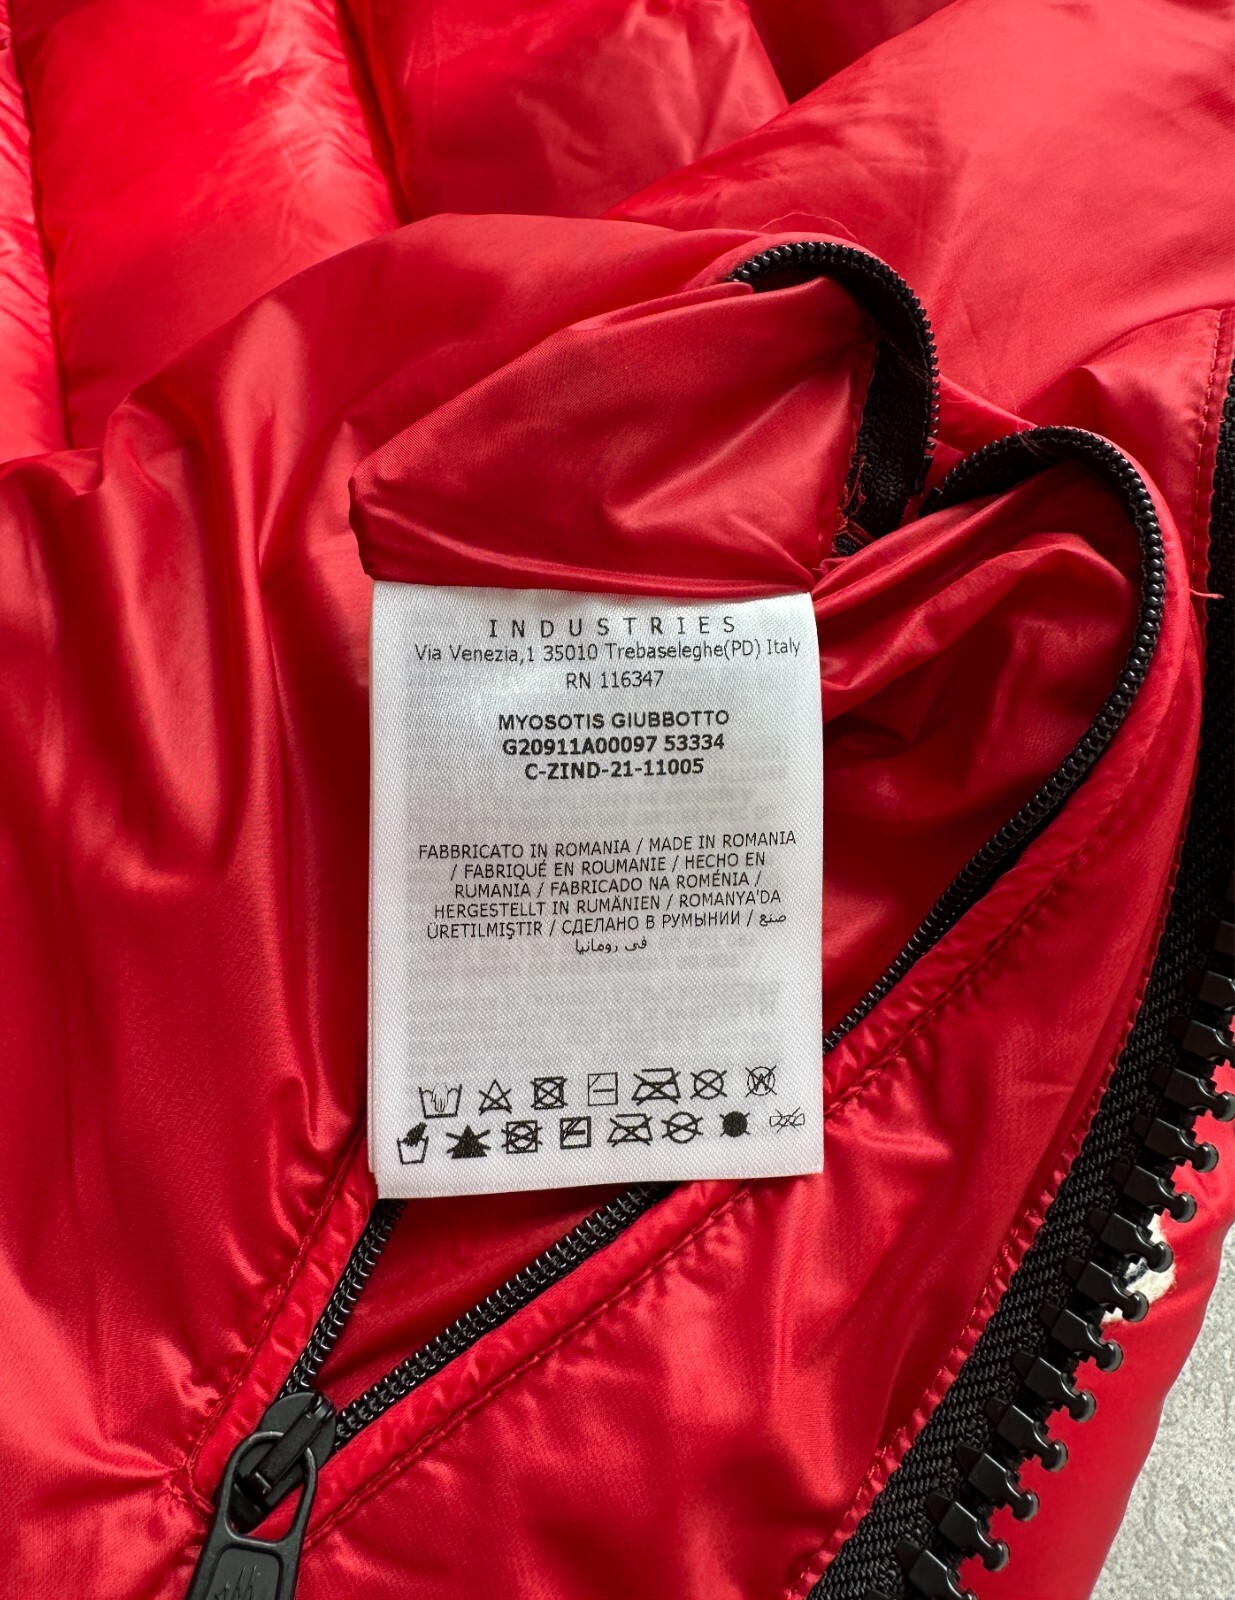 INDUSTRIES
Via Venezia,1 35010 Trebaseleghe(PD) Italy
RN 116347
MYOSOTIS GIUBBOTTO
G20911A00097 53334
C-ZIND-21-11005
FABBRICATO IN ROMANIA / MADE IN ROMANIA
/ FABRIQUÉ EN ROUMANIE / HECHO EN
RUMANIA / FABRICADO NA ROMÉNIA /
HERGESTELLT IN RUMÄNIEN / ROMANYA'DA
ÜRETILMIŞTIR / СДЕЛАНО В РУМЫНИИ / صنع
في رومانيا